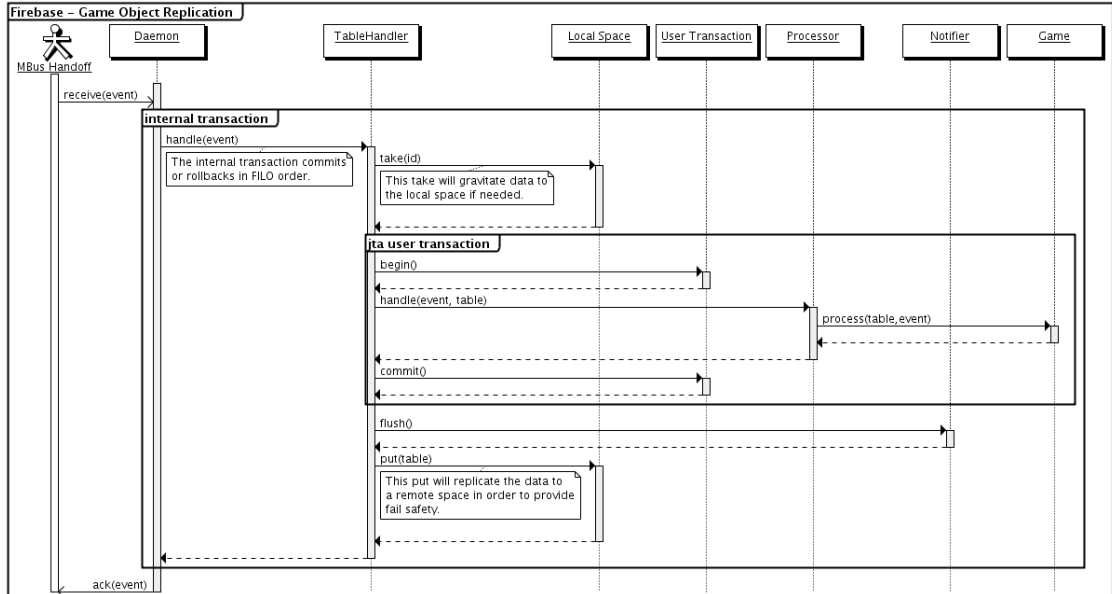 Firebase - Game Object Replication
MBus Handoff
Daemon
TableHandler
Local Space
User Transaction
Processor
Notifier
Game
receive(event)
internal transaction
handle(event)
The internal transaction commits
or rollbacks in FILO order.
take(id)
This take will gravitate data to
the local space if needed.
jta user transaction
begin()
handle(event, table)
process(table,event)
commit()
flush()
put(table)
This put will replicate the data to
a remote space in order to provide
fail safety.
ack(event)